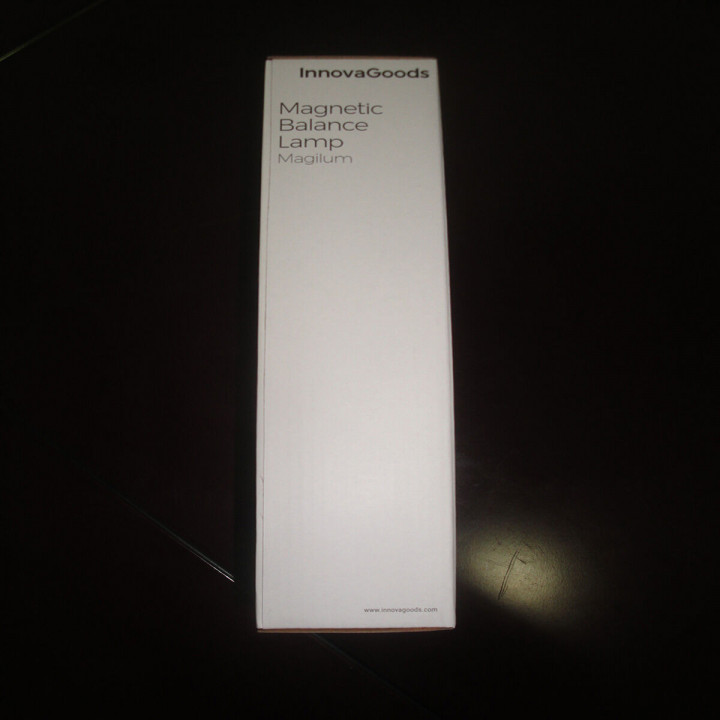 InnovaGoods
Magnetic
Balance
Lamp
Magilum
www.innovagoods.com